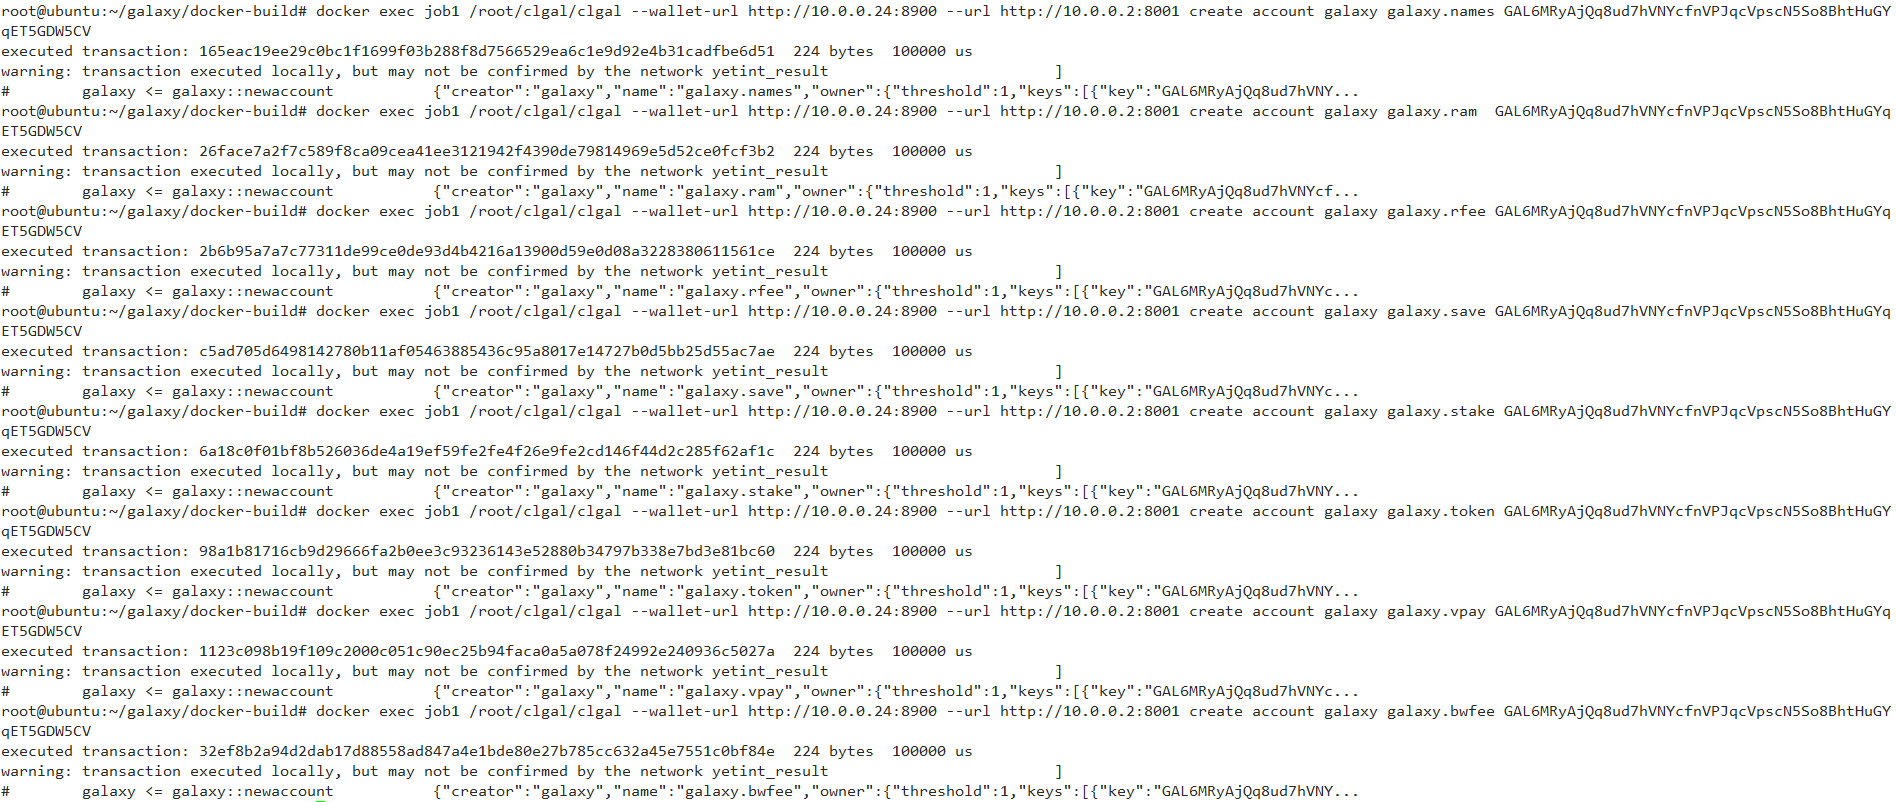 root@ubuntu:~/galaxy/docker-build# docker exec job1 /root/clgal/clgal --wallet-url http://10.0.0.24:8900 --url http://10.0.0.2:8001 create account galaxy galaxy.names GAL6MRyAjQq8ud7hVNYcfnVPJqcVpscN5So8BhtHuGY
qET5GDW5CV
executed transaction: 165eac19ee29c0bc1f1699f03b288f8d7566529ea6c1e9d92e4b31cadfbe6d51  224 bytes  100000 us
warning: transaction executed locally, but may not be confirmed by the network yetint_result                         ]
#        galaxy <= galaxy::newaccount           {"creator":"galaxy","name":"galaxy.names","owner":{"threshold":1,"keys":[{"key":"GAL6MRyAjQq8ud7hVNY...
root@ubuntu:~/galaxy/docker-build# docker exec job1 /root/clgal/clgal --wallet-url http://10.0.0.24:8900 --url http://10.0.0.2:8001 create account galaxy galaxy.ram  GAL6MRyAjQq8ud7hVNYcfnVPJqcVpscN5So8BhtHuGYq
ET5GDW5CV
executed transaction: 26face7a2f7c589f8ca09cea41ee3121942f4390de79814969e5d52ce0fcf3b2  224 bytes  100000 us
warning: transaction executed locally, but may not be confirmed by the network yetint_result                         ]
#        galaxy <= galaxy::newaccount           {"creator":"galaxy","name":"galaxy.ram","owner":{"threshold":1,"keys":[{"key":"GAL6MRyAjQq8ud7hVNYcf...
root@ubuntu:~/galaxy/docker-build# docker exec job1 /root/clgal/clgal --wallet-url http://10.0.0.24:8900 --url http://10.0.0.2:8001 create account galaxy galaxy.rfee GAL6MRyAjQq8ud7hVNYcfnVPJqcVpscN5So8BhtHuGYq
ET5GDW5CV
executed transaction: 2b6b95a7a7c77311de99ce0de93d4b4216a13900d59e0d08a3228380611561ce  224 bytes  100000 us
warning: transaction executed locally, but may not be confirmed by the network yetint_result                         ]
#        galaxy <= galaxy::newaccount           {"creator":"galaxy","name":"galaxy.rfee","owner":{"threshold":1,"keys":[{"key":"GAL6MRyAjQq8ud7hVNYc...
root@ubuntu:~/galaxy/docker-build# docker exec job1 /root/clgal/clgal --wallet-url http://10.0.0.24:8900 --url http://10.0.0.2:8001 create account galaxy galaxy.save GAL6MRyAjQq8ud7hVNYcfnVPJqcVpscN5So8BhtHuGYq
ET5GDW5CV
executed transaction: c5ad705d6498142780b11af05463885436c95a8017e14727b0d5bb25d55ac7ae  224 bytes  100000 us
warning: transaction executed locally, but may not be confirmed by the network yetint_result                         ]
#        galaxy <= galaxy::newaccount           {"creator":"galaxy","name":"galaxy.save","owner":{"threshold":1,"keys":[{"key":"GAL6MRyAjQq8ud7hVNYc...
root@ubuntu:~/galaxy/docker-build# docker exec job1 /root/clgal/clgal --wallet-url http://10.0.0.24:8900 --url http://10.0.0.2:8001 create account galaxy galaxy.stake GAL6MRyAjQq8ud7hVNYcfnVPJqcVpscN5So8BhtHuGY
qET5GDW5CV
executed transaction: 6a18c0f01bf8b526036de4a19ef59fe2fe4f26e9fe2cd146f44d2c285f62af1c  224 bytes  100000 us
warning: transaction executed locally, but may not be confirmed by the network yetint_result                         ]
#        galaxy <= galaxy::newaccount           {"creator":"galaxy","name":"galaxy.stake","owner":{"threshold":1,"keys":[{"key":"GAL6MRyAjQq8ud7hVNY...
root@ubuntu:~/galaxy/docker-build# docker exec job1 /root/clgal/clgal --wallet-url http://10.0.0.24:8900 --url http://10.0.0.2:8001 create account galaxy galaxy.token GAL6MRyAjQq8ud7hVNYcfnVPJqcVpscN5So8BhtHuGY
qET5GDW5CV
executed transaction: 98a1b81716cb9d29666fa2b0ee3c93236143e52880b34797b338e7bd3e81bc60  224 bytes  100000 us
warning: transaction executed locally, but may not be confirmed by the network yetint_result                         ]
#        galaxy <= galaxy::newaccount           {"creator":"galaxy","name":"galaxy.token","owner":{"threshold":1,"keys":[{"key":"GAL6MRyAjQq8ud7hVNY...
root@ubuntu:~/galaxy/docker-build# docker exec job1 /root/clgal/clgal --wallet-url http://10.0.0.24:8900 --url http://10.0.0.2:8001 create account galaxy galaxy.vpay GAL6MRyAjQq8ud7hVNYcfnVPJqcVpscN5So8BhtHuGYq
ET5GDW5CV
executed transaction: 1123c098b19f109c2000c051c90ec25b94faca0a5a078f24992e240936c5027a  224 bytes  100000 us
warning: transaction executed locally, but may not be confirmed by the network yetint_result                         ]
#        galaxy <= galaxy::newaccount           {"creator":"galaxy","name":"galaxy.vpay","owner":{"threshold":1,"keys":[{"key":"GAL6MRyAjQq8ud7hVNYc...
root@ubuntu:~/galaxy/docker-build# docker exec job1 /root/clgal/clgal --wallet-url http://10.0.0.24:8900 --url http://10.0.0.2:8001 create account galaxy galaxy.bwfee GAL6MRyAjQq8ud7hVNYcfnVPJqcVpscN5So8BhtHuGY
qET5GDW5CV
executed transaction: 32ef8b2a94d2dab17d88558ad847a4e1bde80e27b785cc632a45e7551c0bf84e  224 bytes  100000 us
warning: transaction executed locally, but may not be confirmed by the network yetint_result                         ]
#        galaxy <= galaxy::newaccount           {"creator":"galaxy","name":"galaxy.bwfee","owner":{"threshold":1,"keys":[{"key":"GAL6MRyAjQq8ud7hVNY...